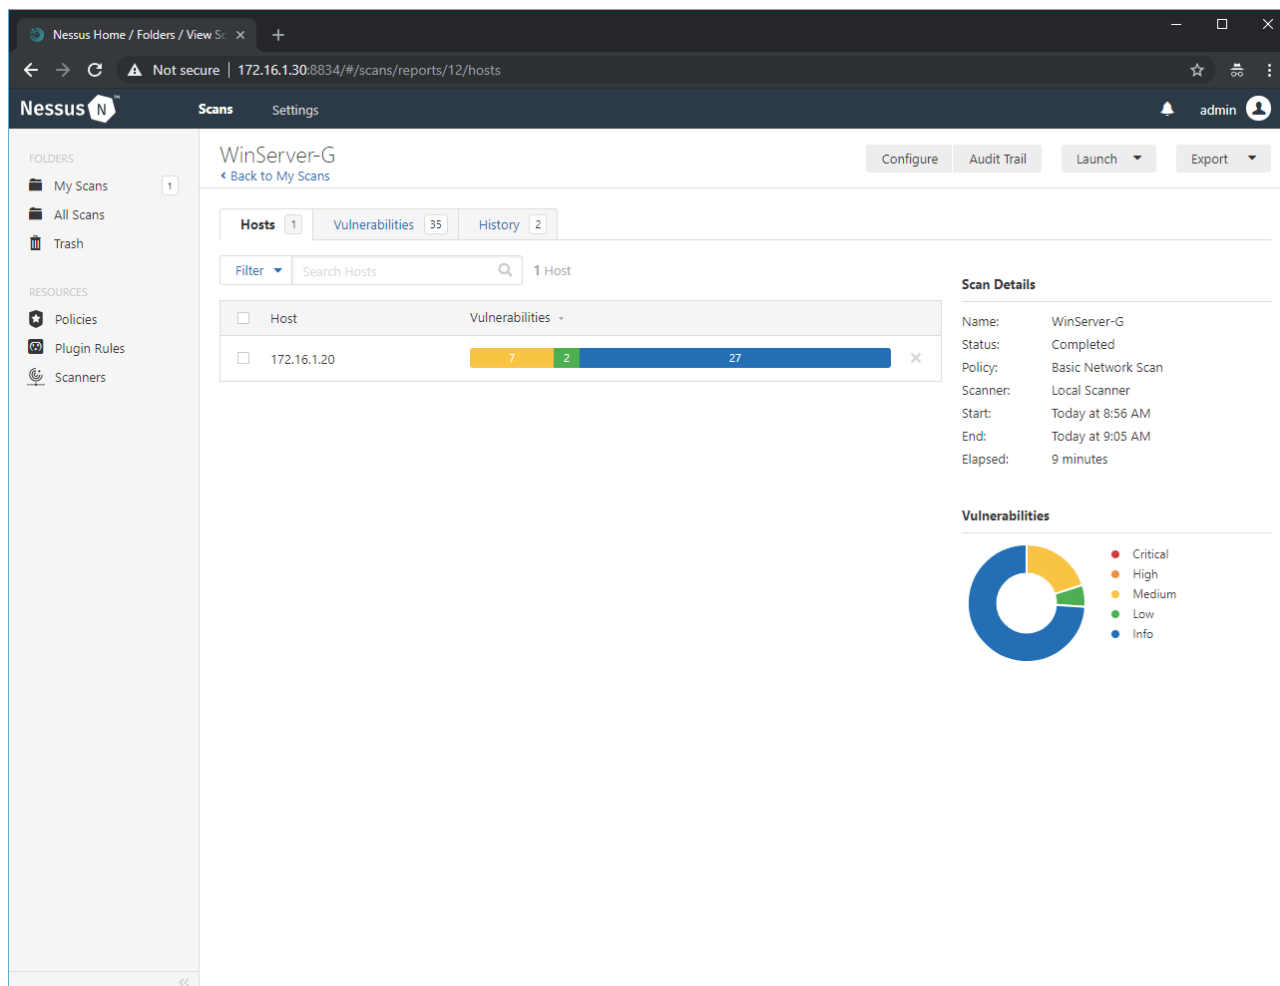 Nessus Home / Folders / View Sc
Not secure | 172.16.1.30:8834/#/scans/reports/12/hosts
Nessus N ™
Scans Settings
admin
FOLDERS
My Scans 1
All Scans
Trash
RESOURCES
Policies
Plugin Rules
Scanners
WinServer-G
Back to My Scans
Configure Audit Trail Launch Export
Hosts 1 Vulnerabilities 35 History 2
Filter Search Hosts 1 Host
Host Vulnerabilities
172.16.1.20 7 2 27
Scan Details
Name: WinServer-G
Status: Completed
Policy: Basic Network Scan
Scanner: Local Scanner
Start: Today at 8:56 AM
End: Today at 9:05 AM
Elapsed: 9 minutes
Vulnerabilities
Critical
High
Medium
Low
Info